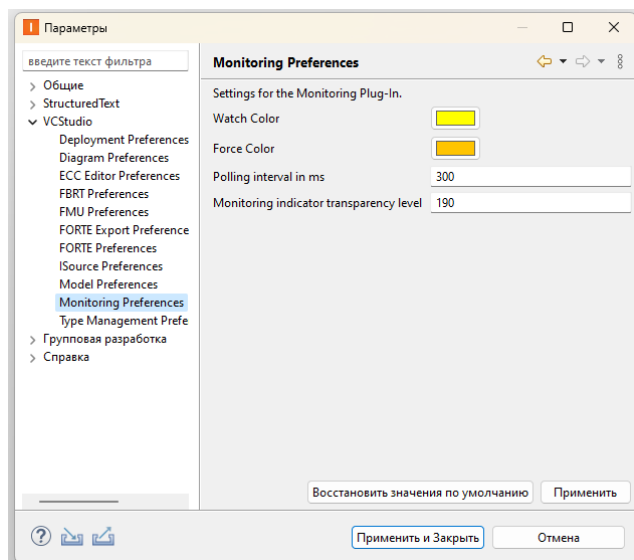 Параметры
введите текст фильтра
Общие
StructuredText
VCStudio
Deployment Preferences
Diagram Preferences
ECC Editor Preferences
FBRT Preferences
FMU Preferences
FORTE Export Preference
FORTE Preferences
ISource Preferences
Model Preferences
Monitoring Preferences
Type Management Prefe
Групповая разработка
Справка
Monitoring Preferences
Settings for the Monitoring Plug-In.
Watch Color
Force Color
Polling interval in ms 300
Monitoring indicator transparency level 190
Восстановить значения по умолчанию Применить
Применить и Закрыть Отмена